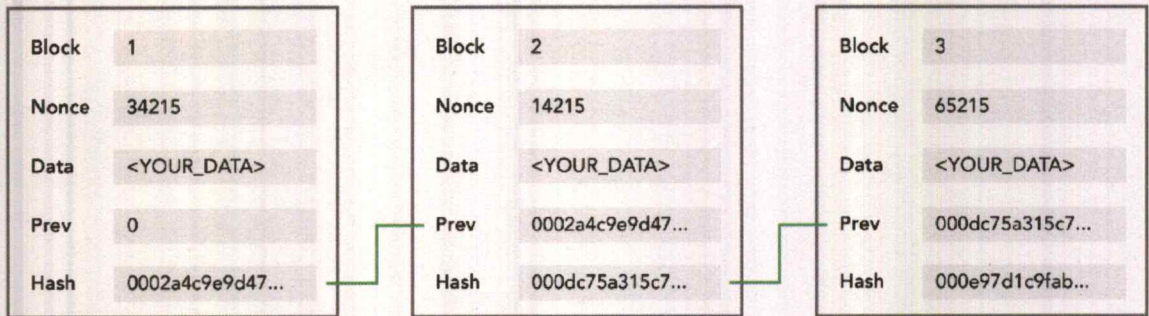 Block 1
Nonce 34215
Data <YOUR_DATA>
Prev 0
Hash 0002a4c9e9d47...
Block 2
Nonce 14215
Data <YOUR_DATA>
Prev 0002a4c9e9d47...
Hash 000dc75a315c7...
Block 3
Nonce 65215
Data <YOUR_DATA>
Prev 000dc75a315c7...
Hash 000e97d1c9fab...